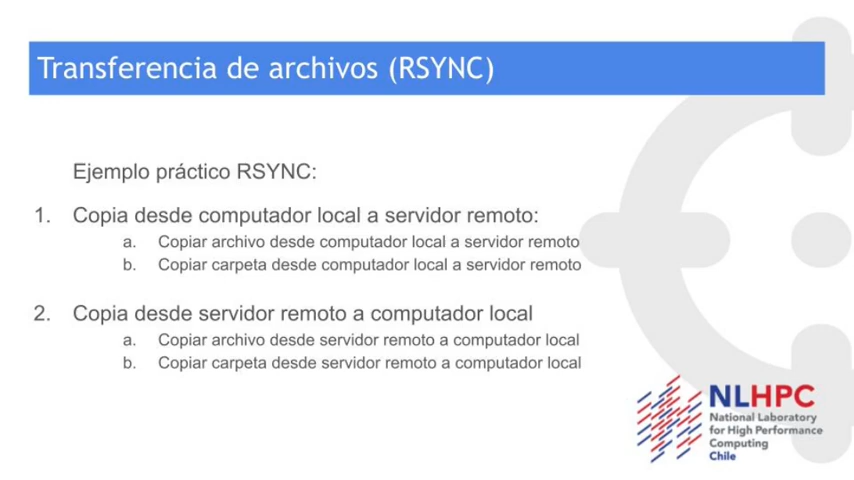 Transferencia de archivos (RSYNC)
Ejemplo práctico RSYNC:
1. Copia desde computador local a servidor remoto:
a. Copiar archivo desde computador local a servidor remoto
b. Copiar carpeta desde computador local a servidor remoto
2. Copia desde servidor remoto a computador local
a. Copiar archivo desde servidor remoto a computador local
b. Copiar carpeta desde servidor remoto a computador local
NLHPC
National Laboratory
for High Performance
Computing
Chile